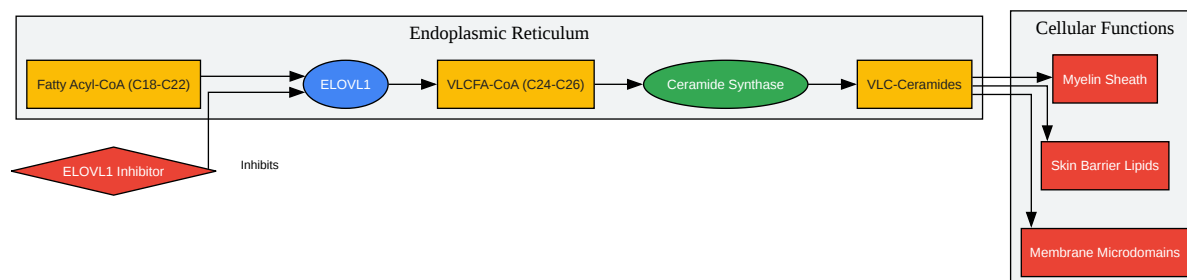 Endoplasmic Reticulum
Cellular Functions
Fatty Acyl-CoA (C18-C22)
ELOVL1
VLCFA-CoA (C24-C26)
Ceramide Synthase
VLC-Ceramides
Myelin Sheath
ELOVL1 Inhibitor
Inhibits
Skin Barrier Lipids
Membrane Microdomains